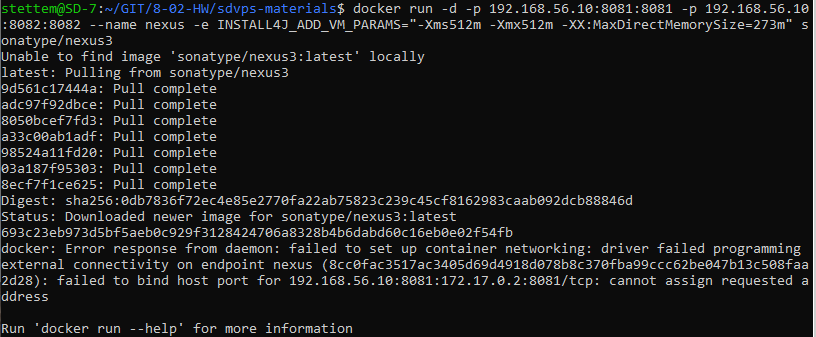 stettem@SD-7:~/GIT/8-02-HW/sdvps-materials$ docker run -d -p 192.168.56.10:8081:8081 -p 192.168.56.10
:8082:8082 --name nexus -e INSTALL4J_ADD_VM_PARAMS="-Xms512m -Xmx512m -XX:MaxDirectMemorySize=273m" s
onatype/nexus3
Unable to find image 'sonatype/nexus3:latest' locally
latest: Pulling from sonatype/nexus3
9d561c17444a: Pull complete
adc97f92dbce: Pull complete
8050bcef7fd3: Pull complete
a33c00ab1adf: Pull complete
98524a11fd20: Pull complete
03a187f95303: Pull complete
8ecf7f1ce625: Pull complete
Digest: sha256:0db7836f72ec4e85e2770fa22ab75823c239c45cf8162983caab092dcb88846d
Status: Downloaded newer image for sonatype/nexus3:latest
693c23eb973d5bf5aeb0c929f3128424706a8328b4b6dabd60c16eb0e02f54fb
docker: Error response from daemon: failed to set up container networking: driver failed programming
external connectivity on endpoint nexus (8cc0fac3517ac3405d69d4918d078b8c370fba99ccc62be047b13c508faa
2d28): failed to bind host port for 192.168.56.10:8081:172.17.0.2:8081/tcp: cannot assign requested a
ddress
Run 'docker run --help' for more information